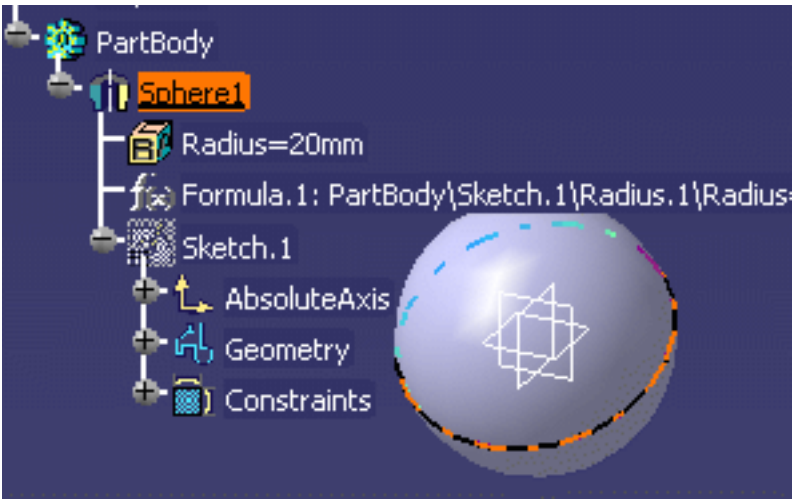 PartBody
Sphere1
Radius=20mm
f(x) Formula.1: PartBody\Sketch.1\Radius.1\Radius=
Sketch.1
AbsoluteAxis
Geometry
Constraints